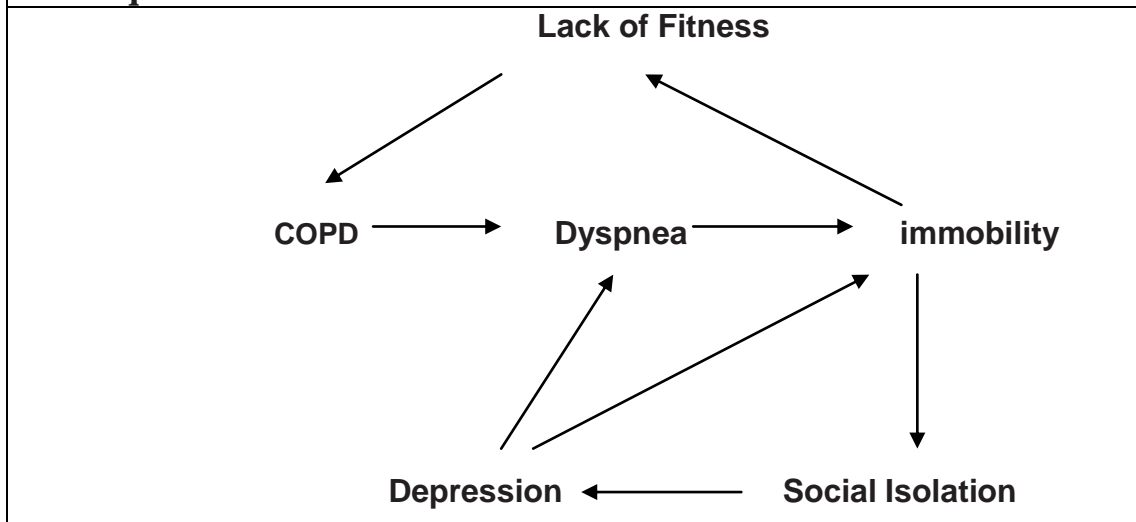 Lack of Fitness
COPD Dyspnea immobility
Depression Social Isolation